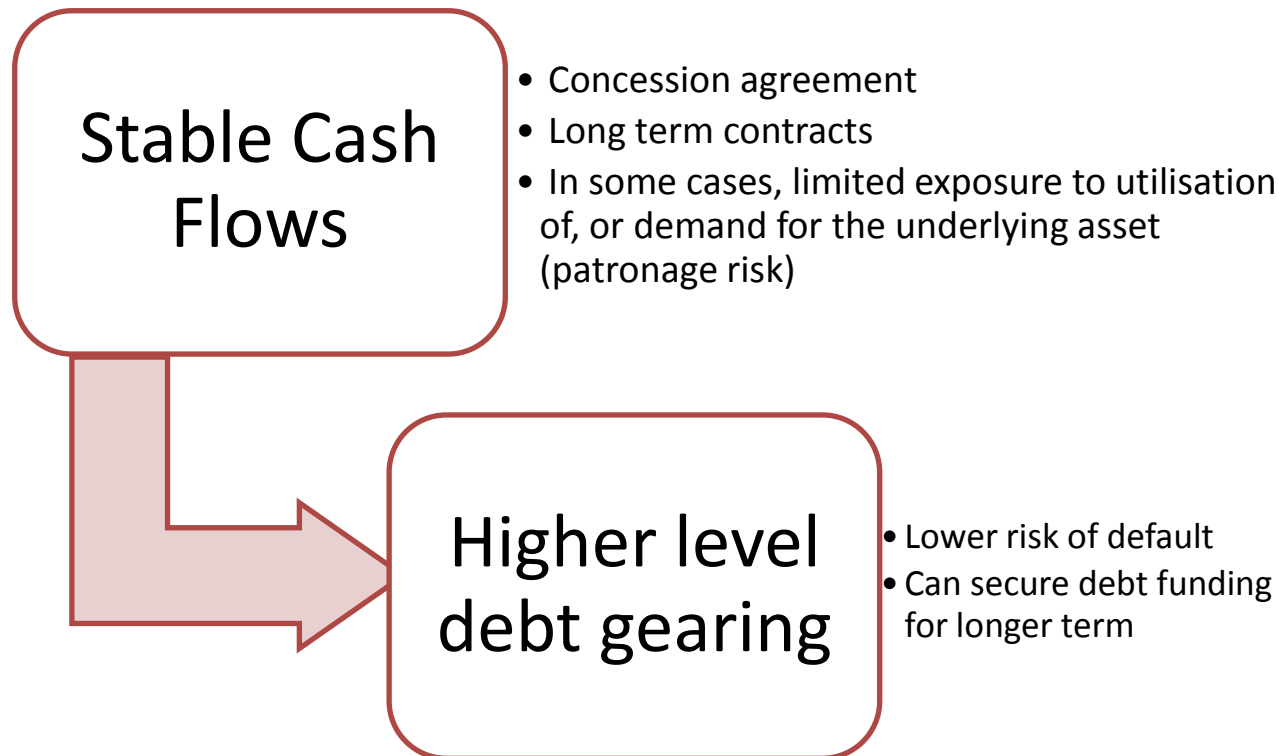 Stable Cash
Flows
• Concession agreement
• Long term contracts
• In some cases, limited exposure to utilisation
of, or demand for the underlying asset
(patronage risk)
Higher level
debt gearing
• Lower risk of default
• Can secure debt funding
for longer term